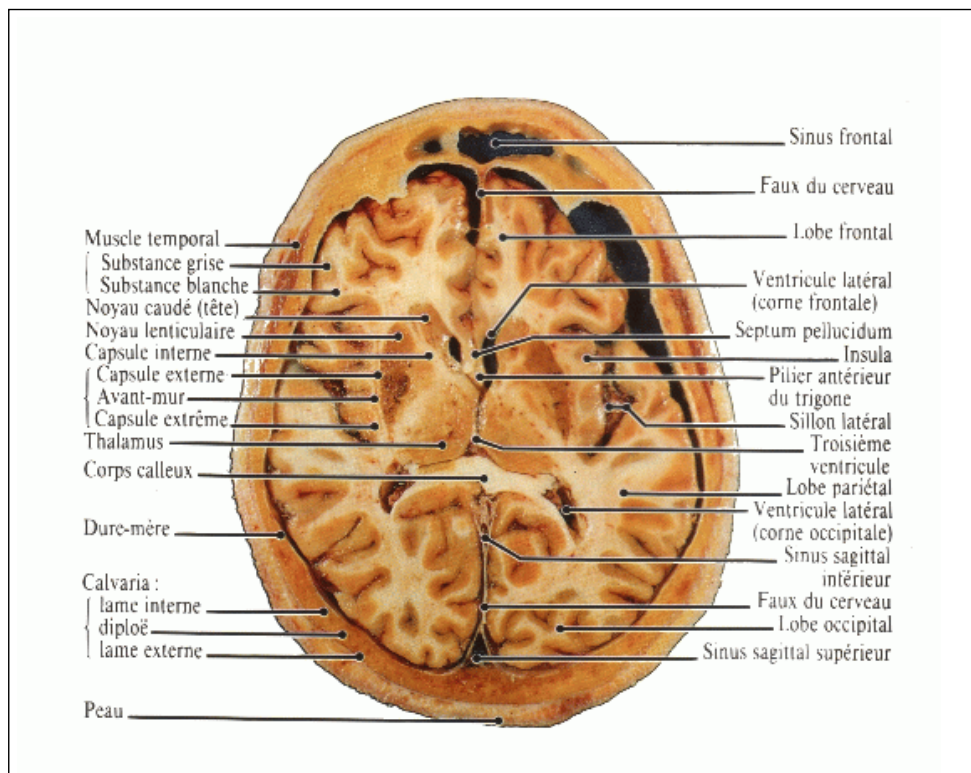 Muscle temporal
Substance grise
Substance blanche
Noyau caudé (tête)
Noyau lenticulaire
Capsule interne
Capsule externe
Avant-mur
Capsule extrême
Thalamus
Corps calleux
Dure-mère
Calvaria :
lame interne
diploë
lame externe
Peau
Sinus frontal
Faux du cerveau
Lobe frontal
Ventricule latéral
(corne frontale)
Septum pellucidum
Insula
Pilier antérieur
du trigone
Sillon latéral
Troisième
ventricule
Lobe pariétal
Ventricule latéral
(corne occipitale)
Sinus sagittal
intérieur
Faux du cerveau
Lobe occipital
Sinus sagittal supérieur